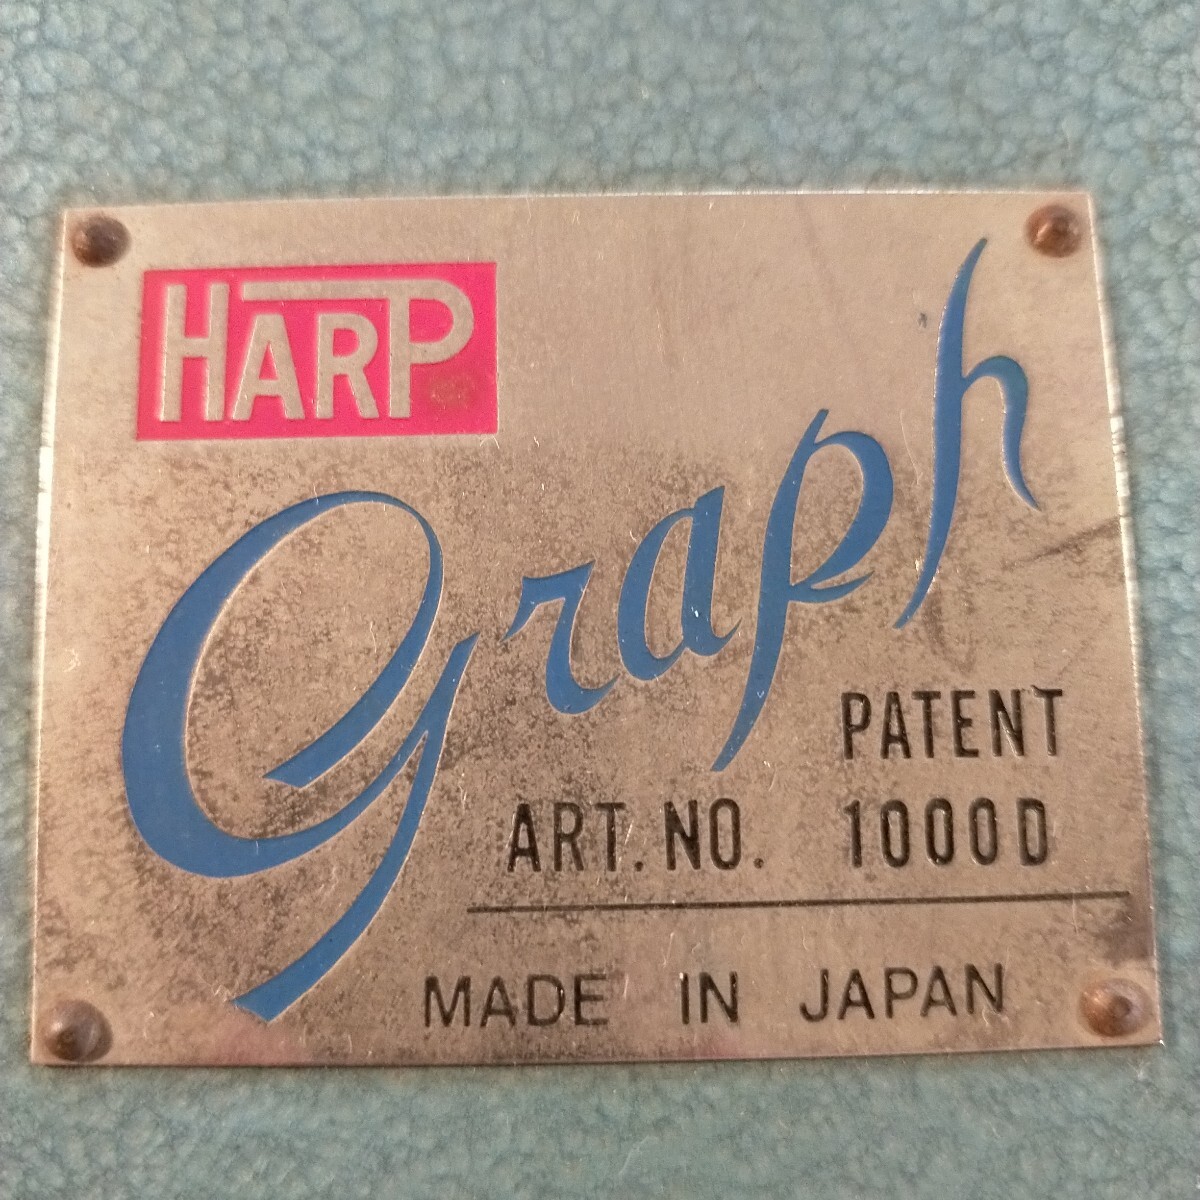 HARP
graph
PATENT
ART. NO. 1000D
MADE IN JAPAN